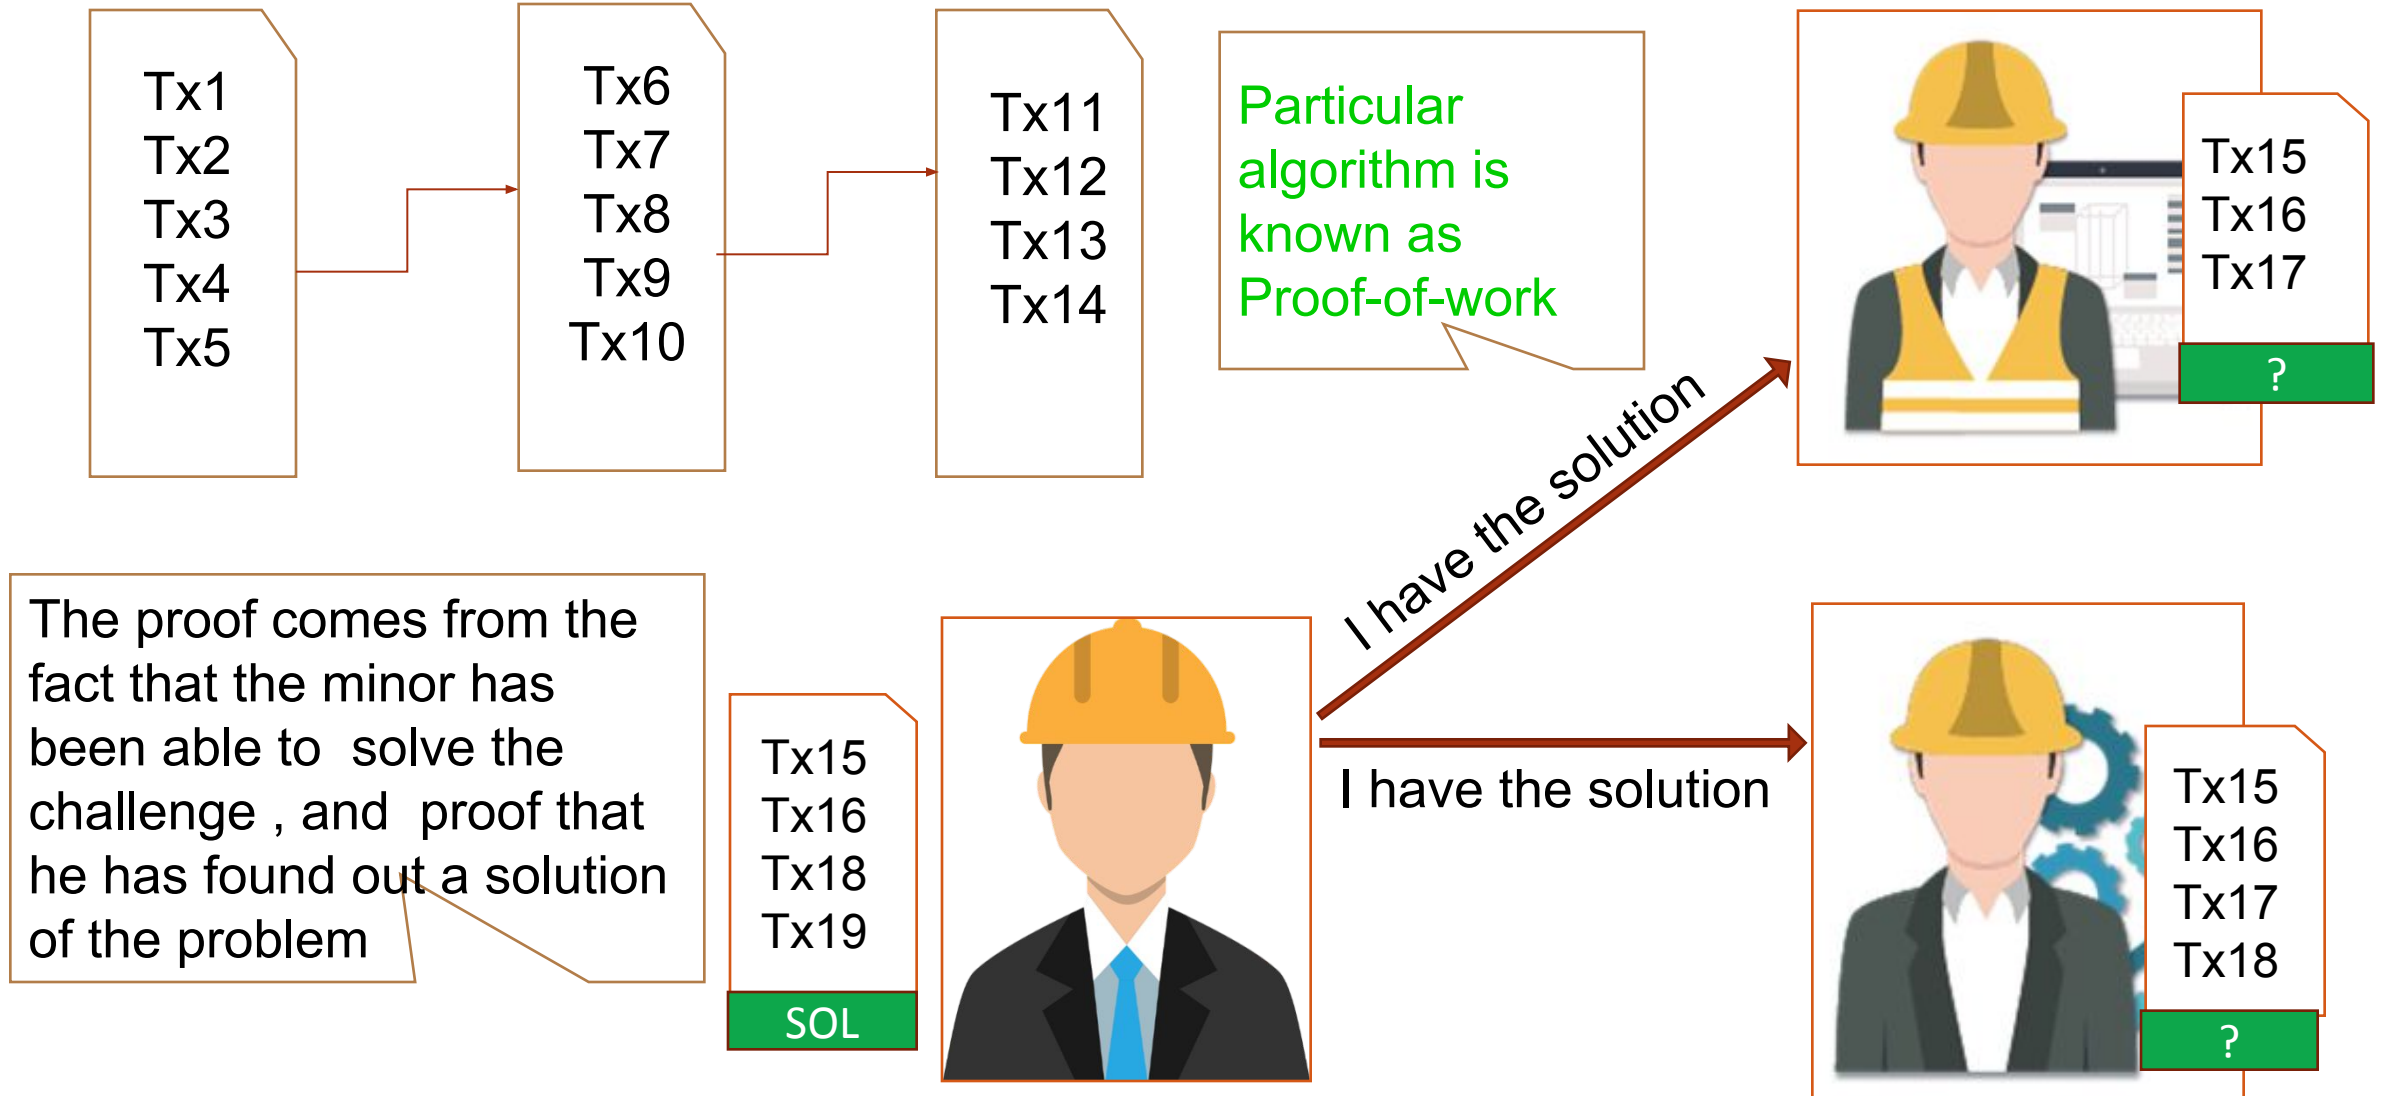 Tx1
Tx2
Tx3
Tx4
Tx5
Tx6
Tx7
Tx8
Tx9
Tx10
Tx11
Tx12
Tx13
Tx14
Particular
algorithm is
known as
Proof-of-work
Tx15
Tx16
Tx17
?
I have the solution
The proof comes from the
fact that the minor has
been able to  solve the
challenge , and  proof that
he has found out a solution
of the problem
Tx15
Tx16
Tx18
Tx19
SOL
I have the solution
Tx15
Tx16
Tx17
Tx18
?